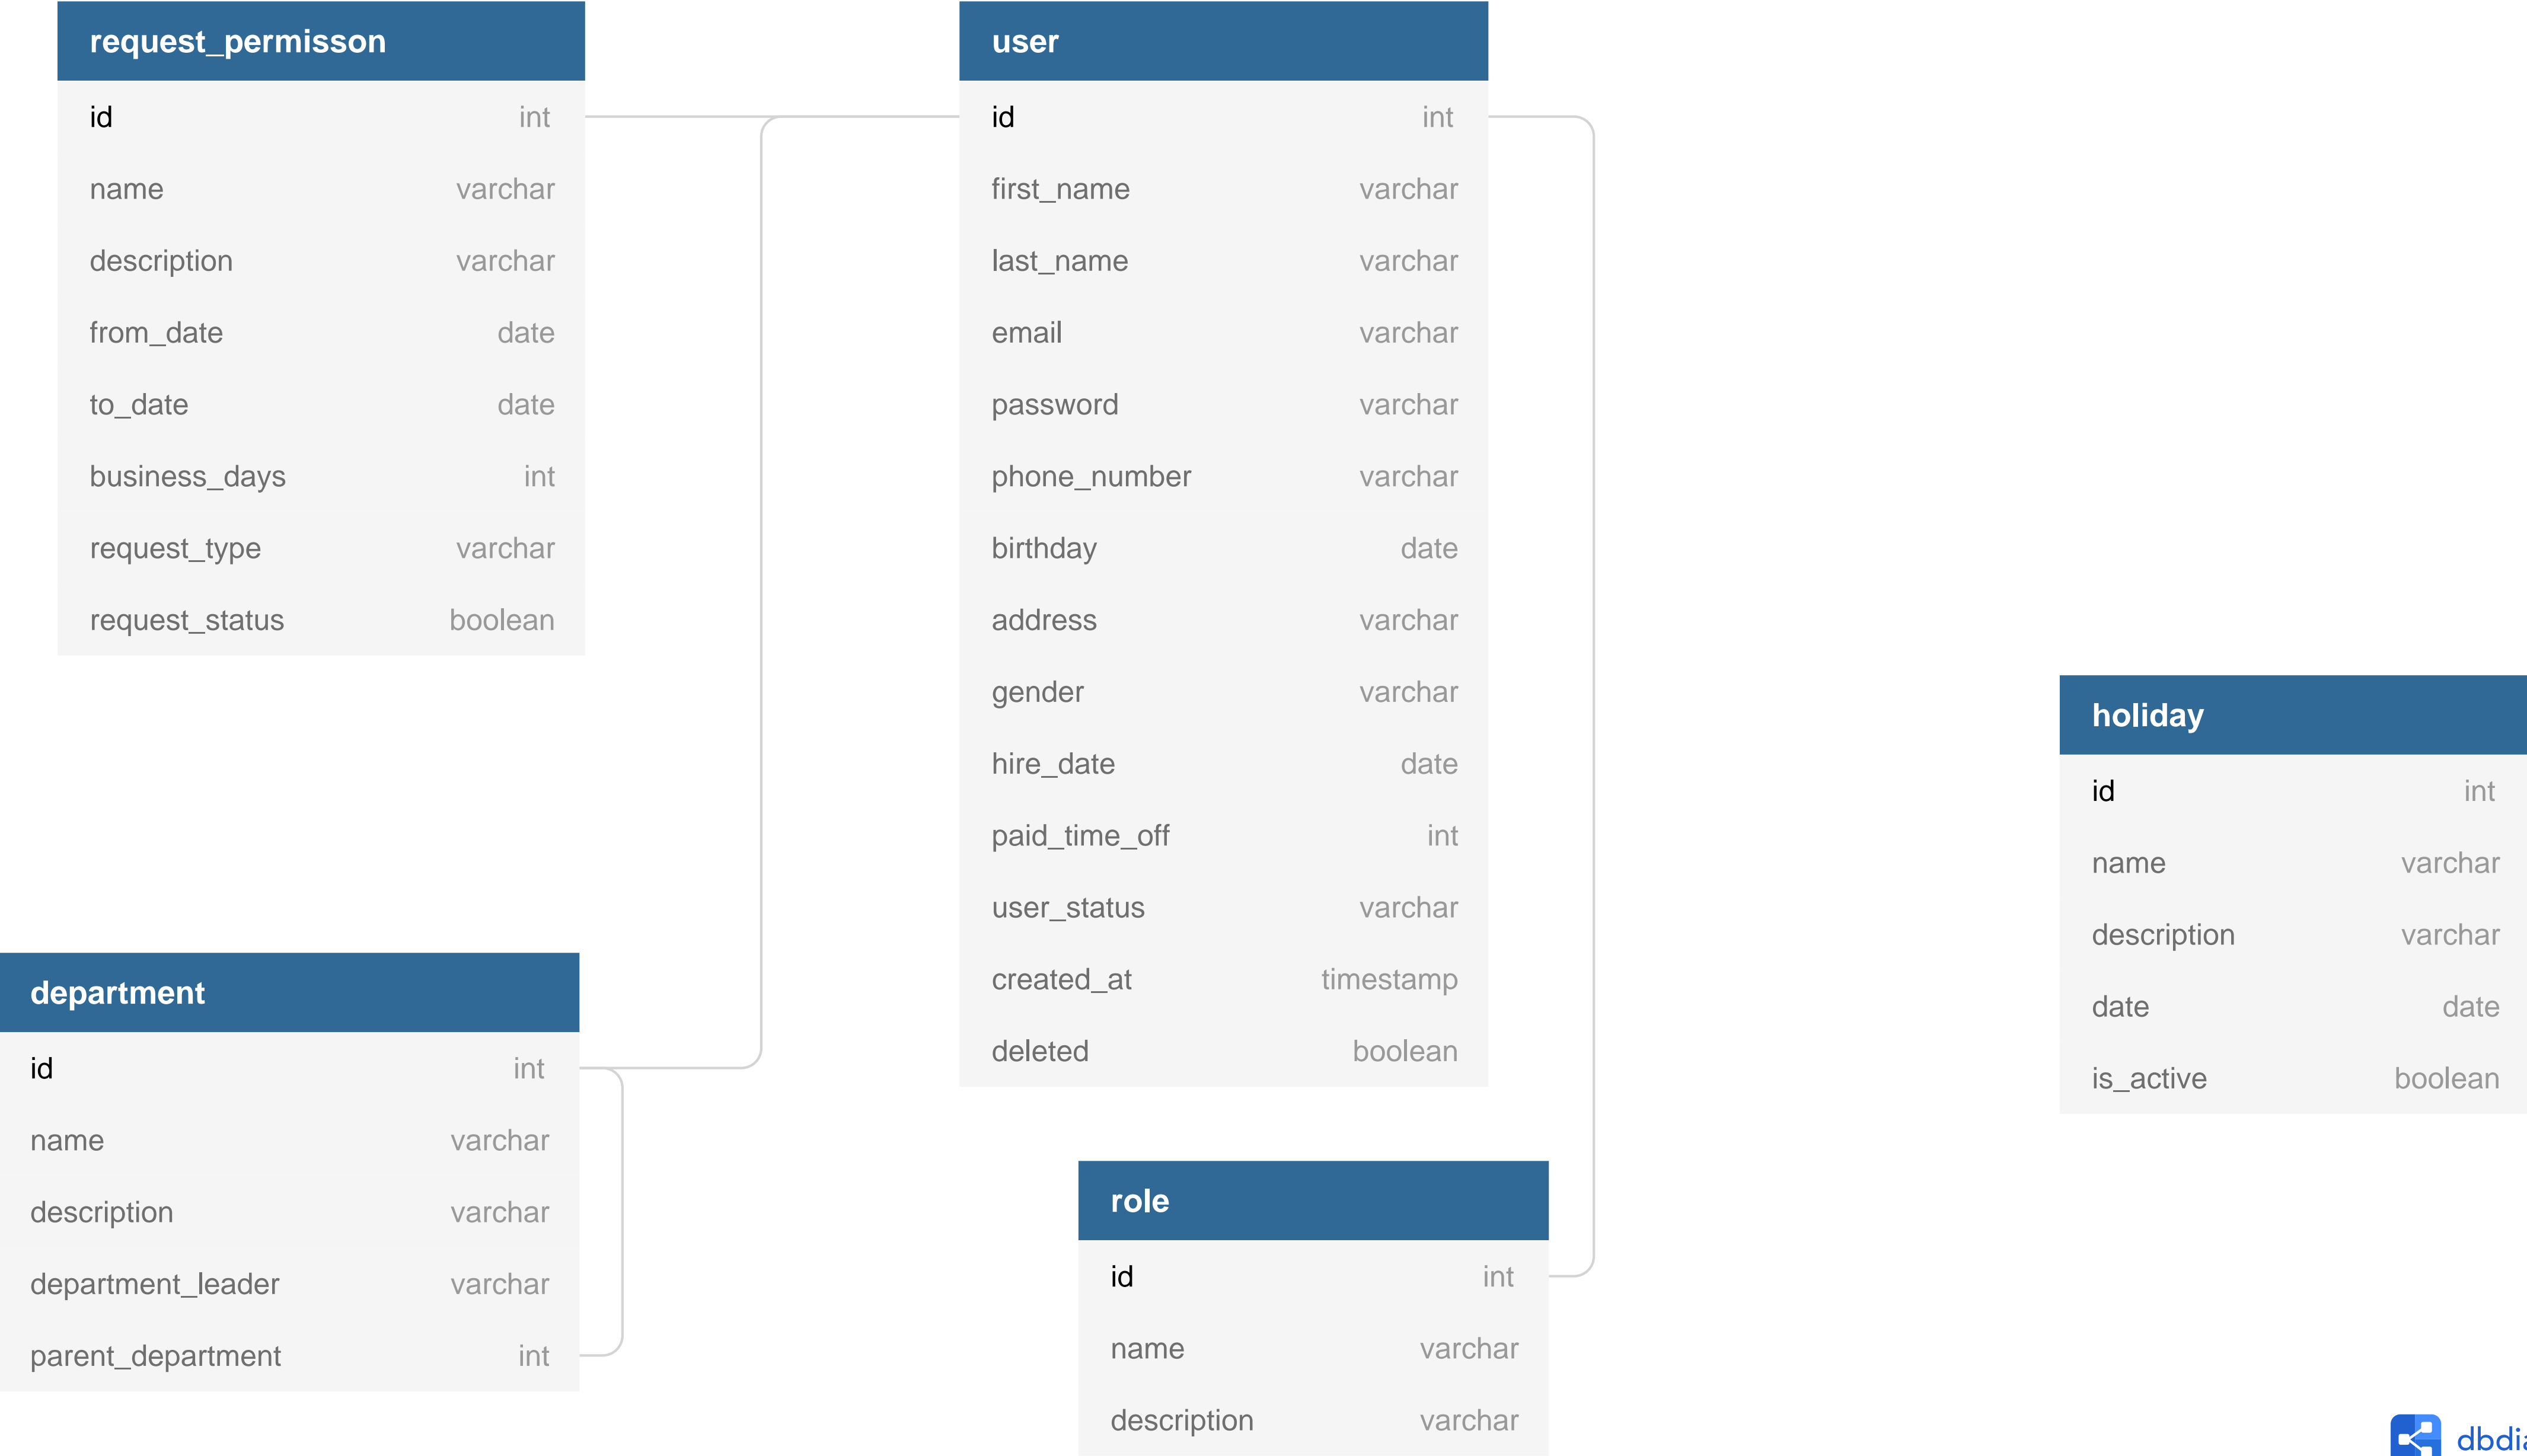 request_permisson
id int
name varchar
description varchar
from_date date
to_date date
business_days int
request_type varchar
request_status boolean
user
id int
first_name varchar
last_name varchar
email varchar
password varchar
phone_number varchar
birthday date
address varchar
gender varchar
hire_date date
paid_time_off int
user_status varchar
created_at timestamp
deleted boolean
holiday
id int
name varchar
description varchar
date date
is_active boolean
department
id int
name varchar
description varchar
department_leader varchar
parent_department int
role
id int
name varchar
description varchar